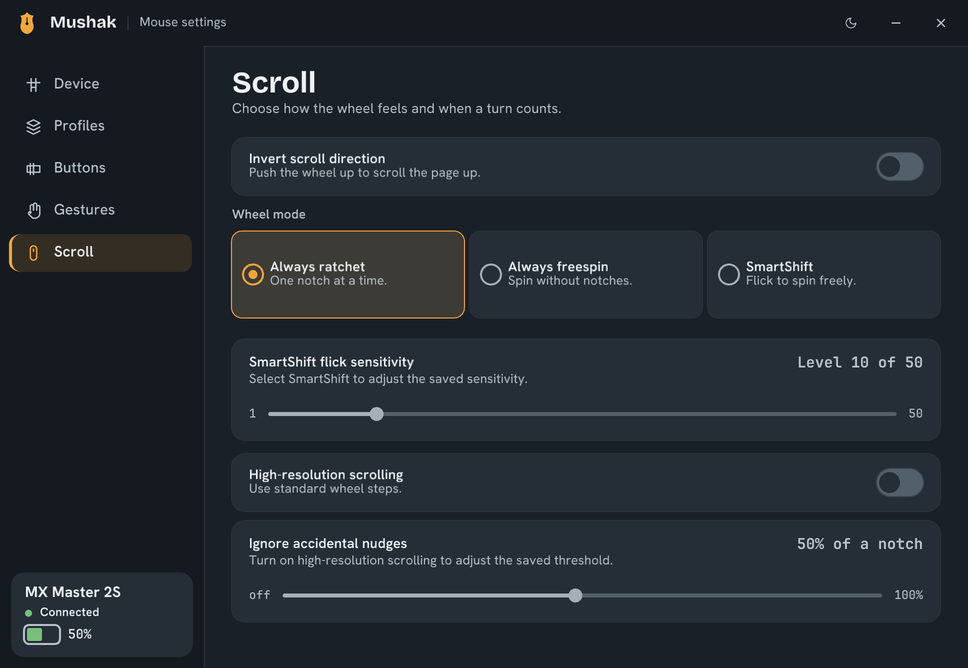 Mushak
Mouse settings
Device
Profiles
Buttons
Gestures
Scroll
MX Master 2S
Connected
50%
Scroll
Choose how the wheel feels and when a turn counts.
Invert scroll direction
Push the wheel up to scroll the page up.
Wheel mode
Always ratchet
One notch at a time.
Always freespin
Spin without notches.
SmartShift
Flick to spin freely.
SmartShift flick sensitivity
Level 10 of 50
Select SmartShift to adjust the saved sensitivity.
1
50
High-resolution scrolling
Use standard wheel steps.
Ignore accidental nudges
50% of a notch
Turn on high-resolution scrolling to adjust the saved threshold.
off
100%